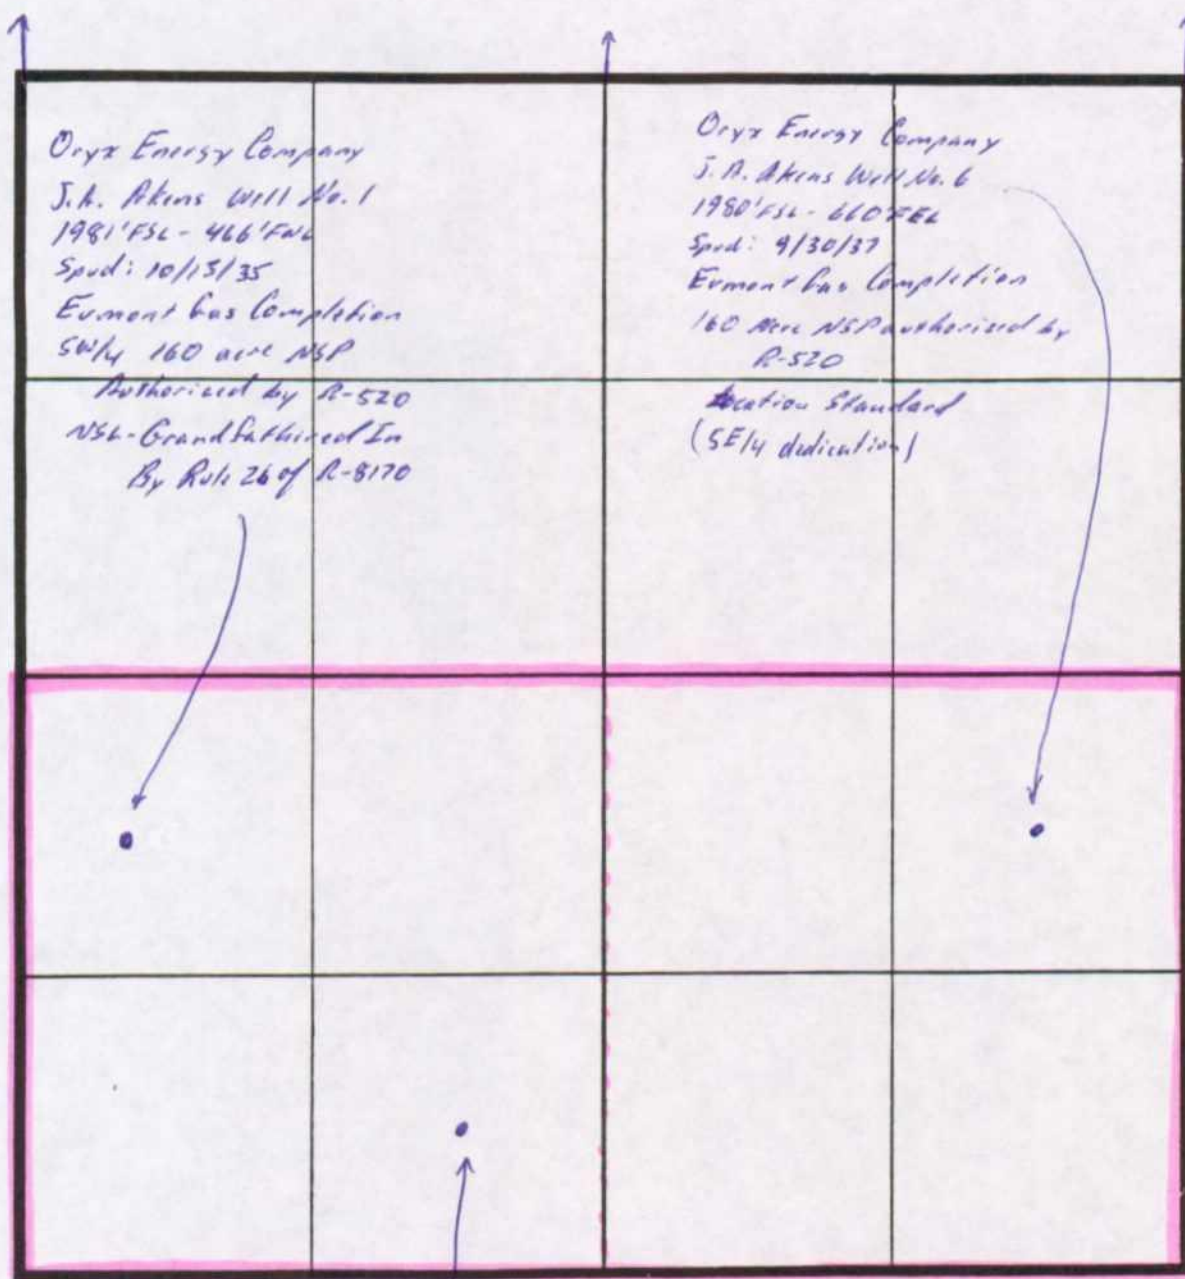 Oryx Energy Company
J.A. Akens Well No. 1
1981'FSL - 466'FWL
Spud: 10/15/35
Eumont Gas Completion
SW/4 160 acre NSP
Authorized by R-520
NSL-Grandfathered In
By Rule 26 of R-8170
Oryx Energy Company
J.A. Akens Well No. 6
1980'FSL - 660'FEL
Spud: 9/30/37
Eumont Gas Completion
160 Acre NSP authorized by
R-520
Location Standard
(SE/4 dedication)